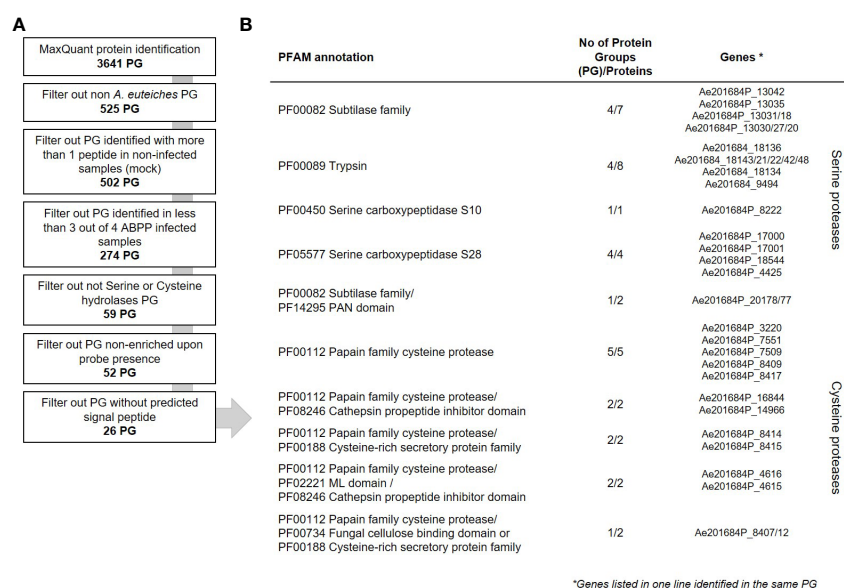 A
MaxQuant protein identification
3641 PG
Filter out non A. euteiches PG
525 PG
Filter out PG identified with more
than 1 peptide in non-infected
samples (mock)
502 PG
Filter out PG identified in less
than 3 out of 4 ABPP infected
samples
274 PG
Filter out not Serine or Cysteine
hydrolases PG
59 PG
Filter out PG non-enriched upon
probe presence
52 PG
Filter out PG without predicted
signal peptide
26 PG
B
PFAM annotation
No of Protein
Groups
(PG)/Proteins
Genes *
PF00082 Subtilase family
4/7
Ae201684P_13042
Ae201684P_13035
Ae201684P_13031/18
Ae201684P_13030/27/20
PF00089 Trypsin
4/8
Ae201684_18136
Ae201684_18143/21/22/42/48
Ae201684_18134
Ae201684_9494
PF00450 Serine carboxypeptidase S10
1/1
Ae201684P_8222
PF05577 Serine carboxypeptidase S28
4/4
Ae201684P_17000
Ae201684P_17001
Ae201684P_18544
Ae201684P_4425
PF00082 Subtilase family/
PF14295 PAN domain
1/2
Ae201684P_20178/77
Serine proteases
PF00112 Papain family cysteine protease
5/5
Ae201684P_3220
Ae201684P_7551
Ae201684P_7509
Ae201684P_8409
Ae201684P_8417
PF00112 Papain family cysteine protease/
PF08246 Cathepsin propeptide inhibitor domain
2/2
Ae201684P_16844
Ae201684P_14966
PF00112 Papain family cysteine protease/
PF00188 Cysteine-rich secretory protein family
2/2
Ae201684P_8414
Ae201684P_8415
PF00112 Papain family cysteine protease/
PF02221 ML domain /
PF08246 Cathepsin propeptide inhibitor domain
2/2
Ae201684P_4616
Ae201684P_4615
PF00112 Papain family cysteine protease/
PF00734 Fungal cellulose binding domain or
PF00188 Cysteine-rich secretory protein family
1/2
Ae201684P_8407/12
Cysteine proteases
*Genes listed in one line identified in the same PG